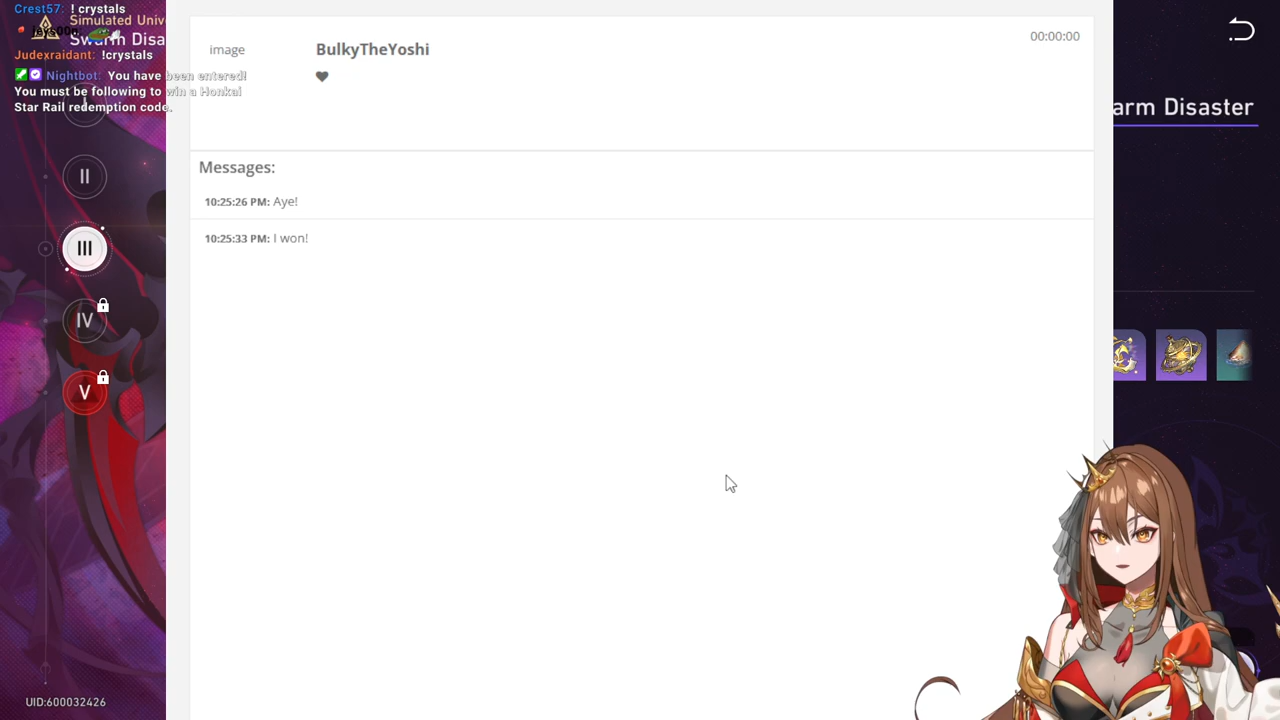 Crest57: ! crystals
Simulated Univ
Swarm Disa
Judexraidant: !crystals
Nightbot: You have been entered!
You must be following to win a Honkai
Star Rail redemption code.
II
III
IV
V
UID:600032426
image
BulkyTheYoshi
00:00:00
Messages:
10:25:26 PM: Aye!
10:25:33 PM: I won!
arm Disaster